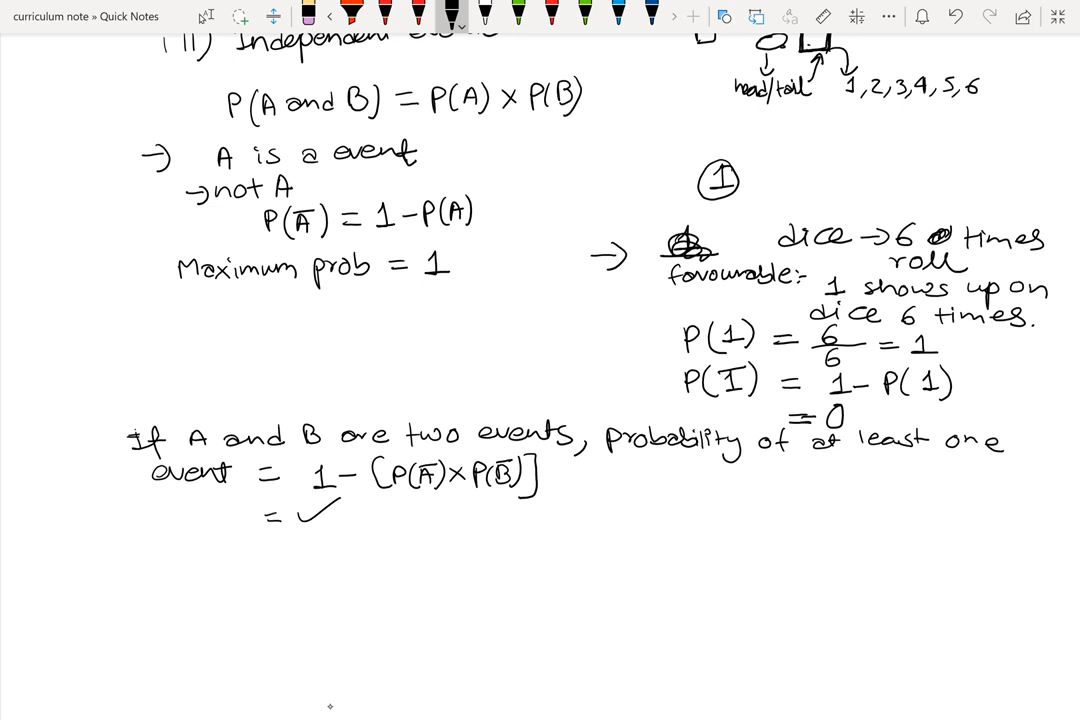 curriculum note » Quick Notes
(iii) Independent
head/tail 1,2,3,4,5,6
P(A and B) = P(A) × P(B)
→ A is a event
→ not A
P(A̅) = 1-P(A)
Maximum prob = 1
1
→ dice → 6 times
roll
favourable:- 1 shows up on
dice 6 times.
P(1) = 6/6 = 1
P(1̅) = 1- P(1)
= 0
If A and B are two events, probability of at least one
event = 1- [P(A̅)×P(B̅)]
= ✓